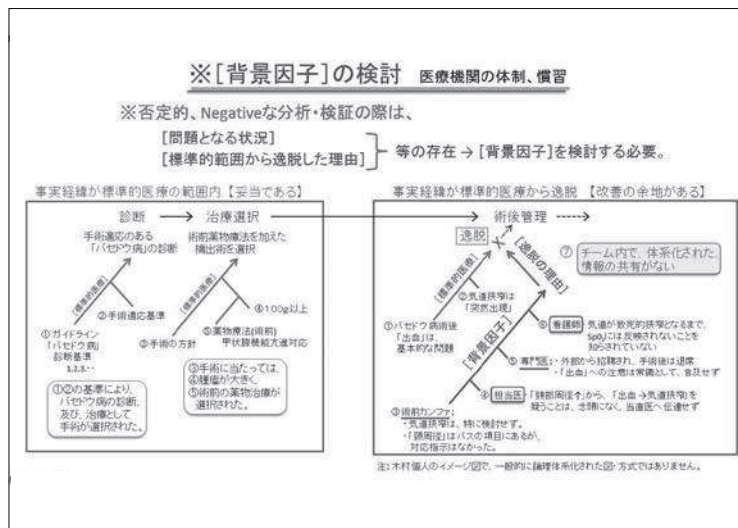 ※[背景因子]の検討 医療機関の体制、慣習
※否定的、Negativeな分析・検証の際は、
[問題となる状況]
[標準的範囲から逸脱した理由]
等の存在 → [背景因子]を検討する必要。
事実経緯が標準的医療の範囲内 【妥当である】
診断 → 治療選択
手術適応のある
「バセドウ病」の診断
術前薬物療法を加えた
摘出術を選択
[標準的医療]
[標準的医療]
②手術適応基準
④100g以上
①ガイドライン
「バセドウ病」
診断基準
1,2,3・・
③手術の方針
⑤薬物療法(術前)
甲状腺機能亢進対応
①②の基準により、
バセドウ病の診断、
及び、治療として
手術が選択された。
③手術に当たっては、
④腫瘤が大きく、
⑤術前の薬物治療が
選択された。
事実経緯が標準的医療から逸脱 【改善の余地がある】
術後管理
逸脱
X
[標準的医療]
[逸脱の理由]
⑦
チーム内で、体系化された、
情報の共有がない
②気道狭窄は
「突然出現」
①バセドウ病術後
「出血」は、
基本的な問題
[背景因子]
⑥ 看護師 気道が致死的狭窄となるまで、
SpO₂には反映されないことを
知らされていない
⑤ 専門医:・外部から招聘され、手術後は退席
・「出血」への注意は常識として、言及せず
④ 担当医・「頸部周径↑」から、「出血→気道狭窄」を
疑うことは、念頭になく、当直医へ伝達せず
③術前カンファ:
・気道狭窄は、特に検討せず。
・「頸周径」はパスの項目にあるが、
対応指示はなかった。
注:木村個人のイメージ図で、一般的に論理体系化された図・方式ではありません。